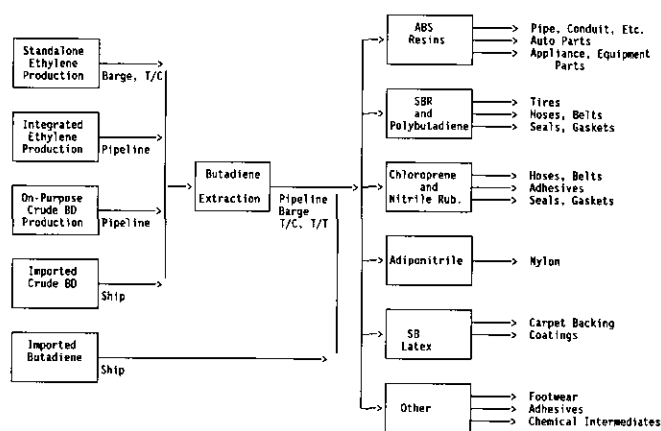 Standalone
Ethylene
Production
Barge, T/C
Integrated
Ethylene
Production
Pipeline
On-Purpose
Crude BD
Production
Pipeline
Imported
Crude BD
Ship
Imported
Butadiene
Ship
Butadiene
Extraction
Pipeline
Barge
T/C, T/T
ABS
Resins
Pipe, Conduit, Etc.
Auto Parts
Appliance, Equipment
Parts
SBR
and
Polybutadiene
Tires
Hoses, Belts
Seals, Gaskets
Chloroprene
and
Nitrile Rub.
Hoses, Belts
Adhesives
Seals, Gaskets
Adiponitrile
Nylon
SB
Latex
Carpet Backing
Coatings
Other
Footwear
Adhesives
Chemical Intermediates